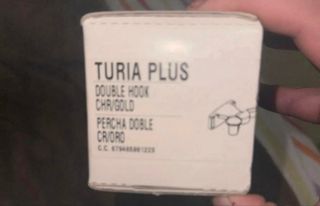 TURIA PLUS
DOUBLE HOOK
CHR/GOLD
PERCHA DOBLE
CR/ORO
C.C.